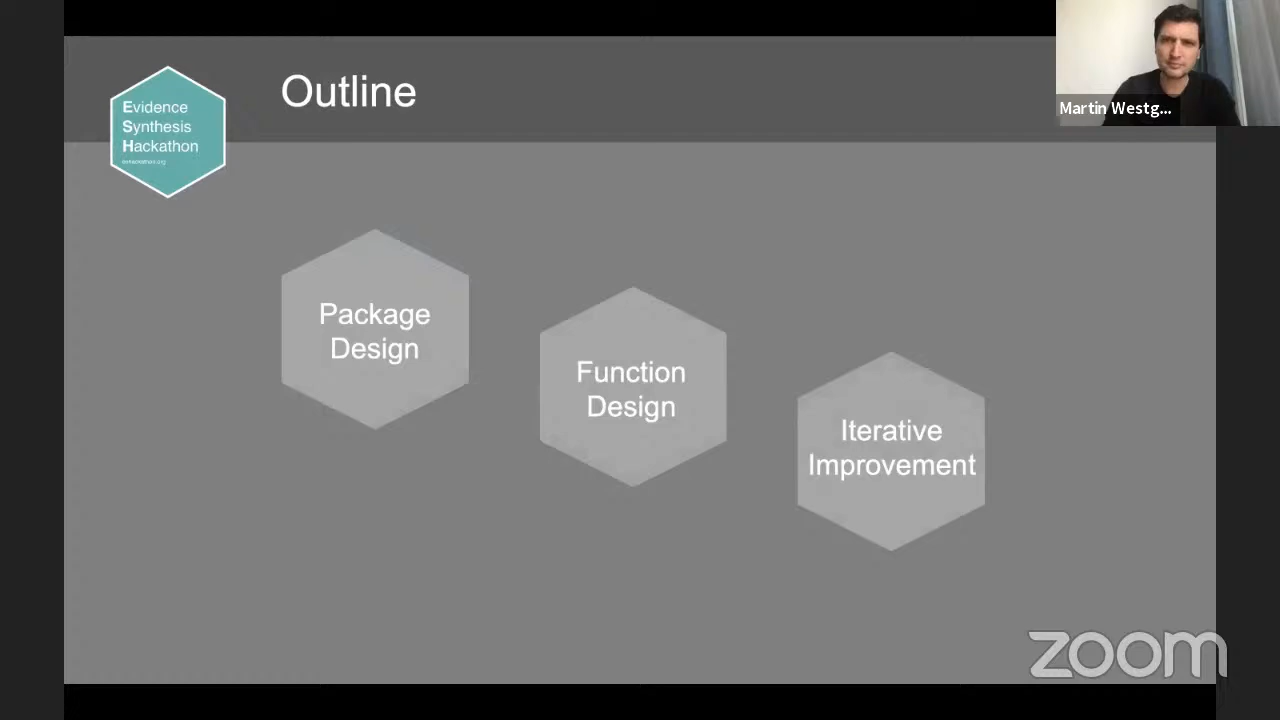 Outline
Evidence
Synthesis
Hackathon
Martin Westg...
Package
Design
Function
Design
Iterative
Improvement
zoom